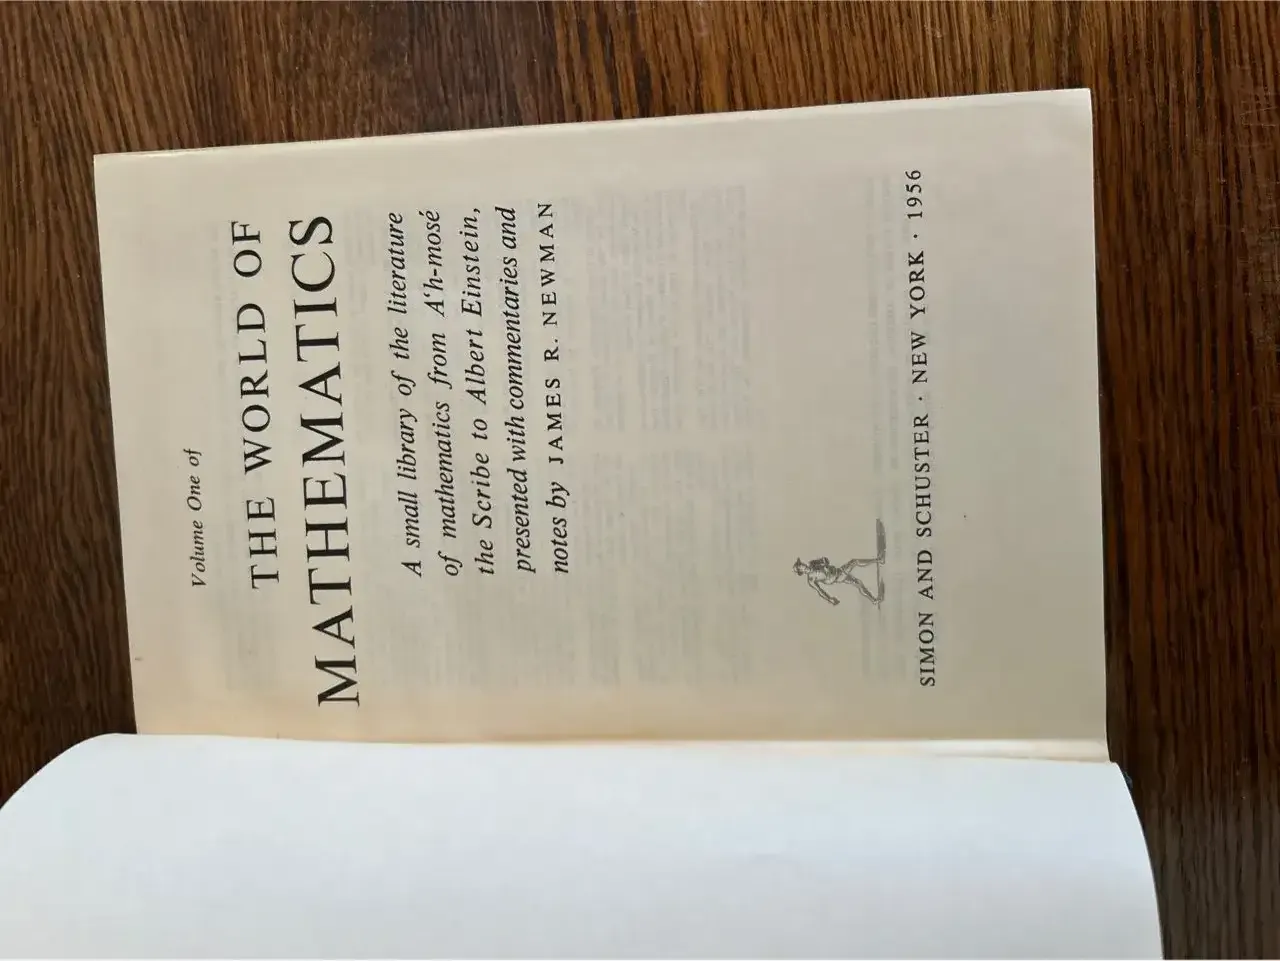 Volume One of
THE WORLD OF
MATHEMATICS
A small library of the literature
of mathematics from A‘h-mosé
the Scribe to Albert Einstein,
presented with commentaries and
notes by JAMES R. NEWMAN
SIMON AND SCHUSTER · NEW YORK · 1956